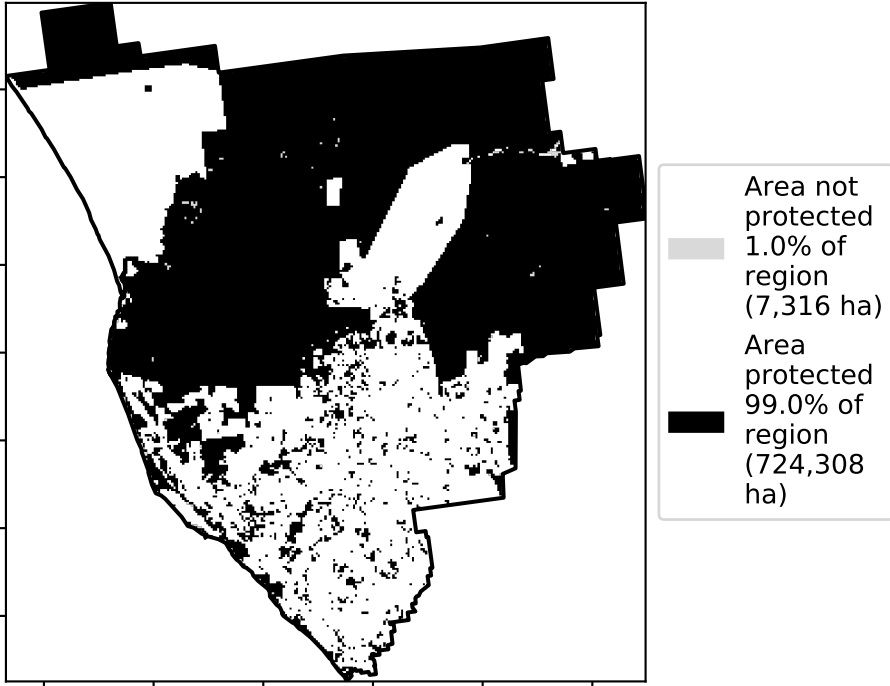 Area not
protected
1.0% of
region
(7,316 ha)
Area
protected
99.0% of
region
(724,308
ha)